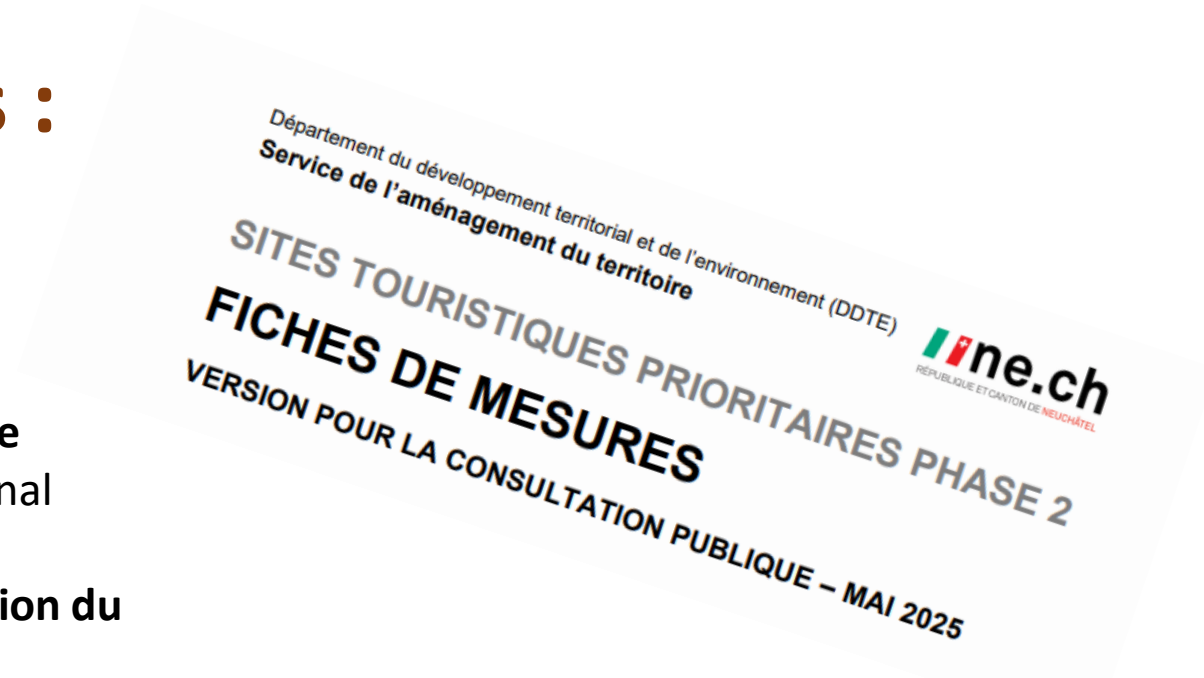 s :
Département du développement territorial et de l'environnement (DDTE)
Service de l'aménagement du territoire
ne.ch
RÉPUBLIQUE ET CANTON DE NEUCHÂTEL
SITES TOURISTIQUES PRIORITAIRES PHASE 2
FICHES DE MESURES
VERSION POUR LA CONSULTATION PUBLIQUE – MAI 2025
e
nal
ion du